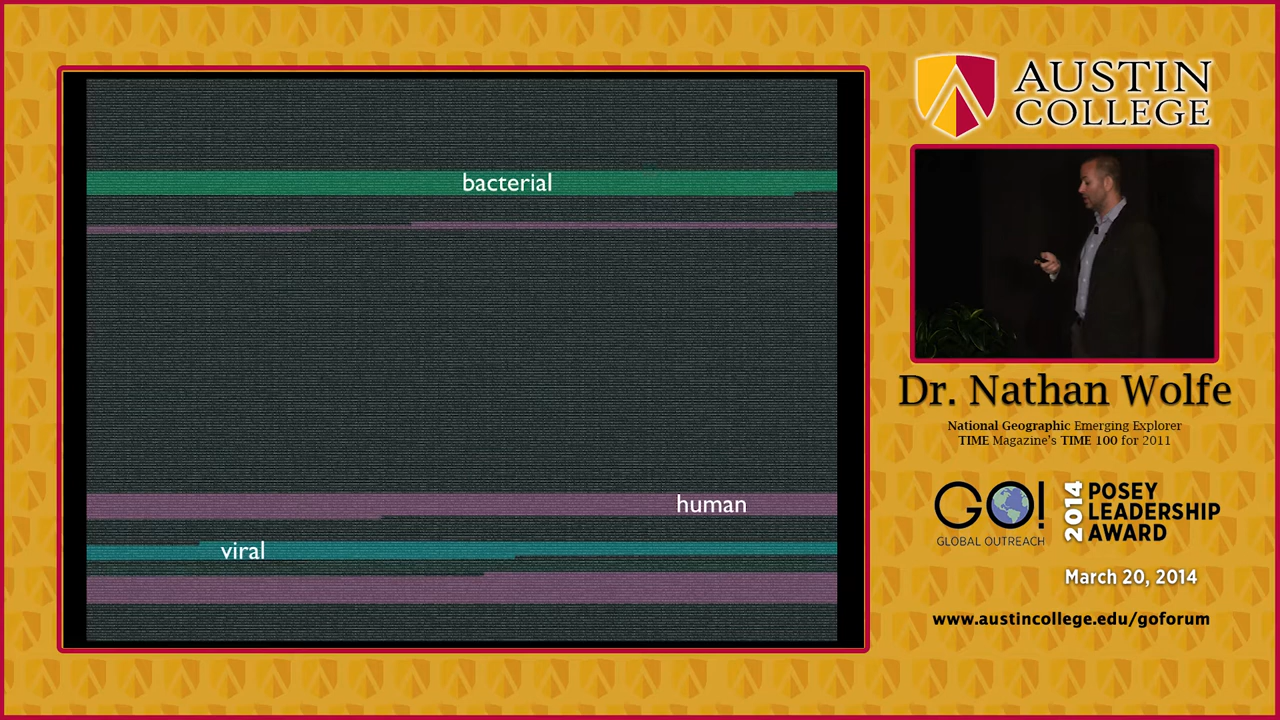 bacterial
human
viral
AUSTIN
COLLEGE
Dr. Nathan Wolfe
National Geographic Emerging Explorer
TIME Magazine's TIME 100 for 2011
GO!
GLOBAL OUTREACH
2014
POSEY
LEADERSHIP
AWARD
March 20, 2014
www.austincollege.edu/goforum